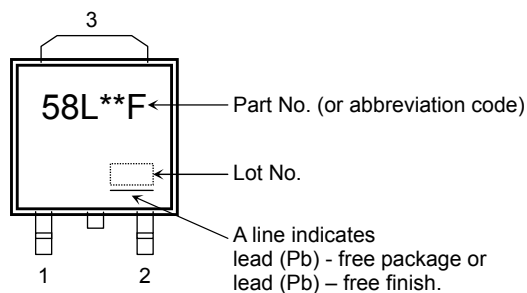 3
58L**F
Part No. (or abbreviation code)
Lot No.
A line indicates
lead (Pb) - free package or
lead (Pb) – free finish.
1 2